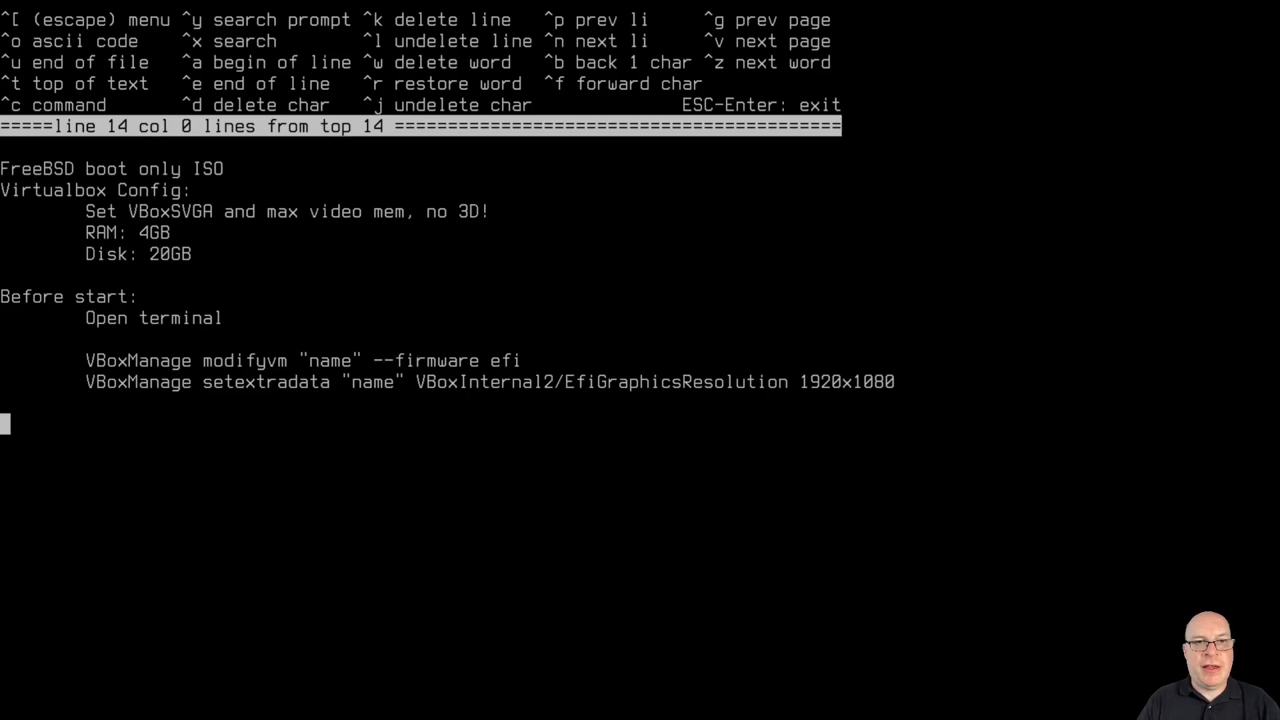 ^[ (escape) menu ^y search prompt ^k delete line ^p prev li ^g prev page
^o ascii code ^x search ^l undelete line ^n next li ^v next page
^u end of file ^a begin of line ^w delete word ^b back 1 char ^z next word
^t top of text ^e end of line ^r restore word ^f forward char
^c command ^d delete char ^j undelete char ESC-Enter: exit
=====line 14 col 0 lines from top 14 ==========================================
FreeBSD boot only ISO
Virtualbox Config:
Set VBoxSVGA and max video mem, no 3D!
RAM: 4GB
Disk: 20GB
Before start:
Open terminal
VBoxManage modifyvm "name" --firmware efi
VBoxManage setextradata "name" VBoxInternal2/EfiGraphicsResolution 1920x1080